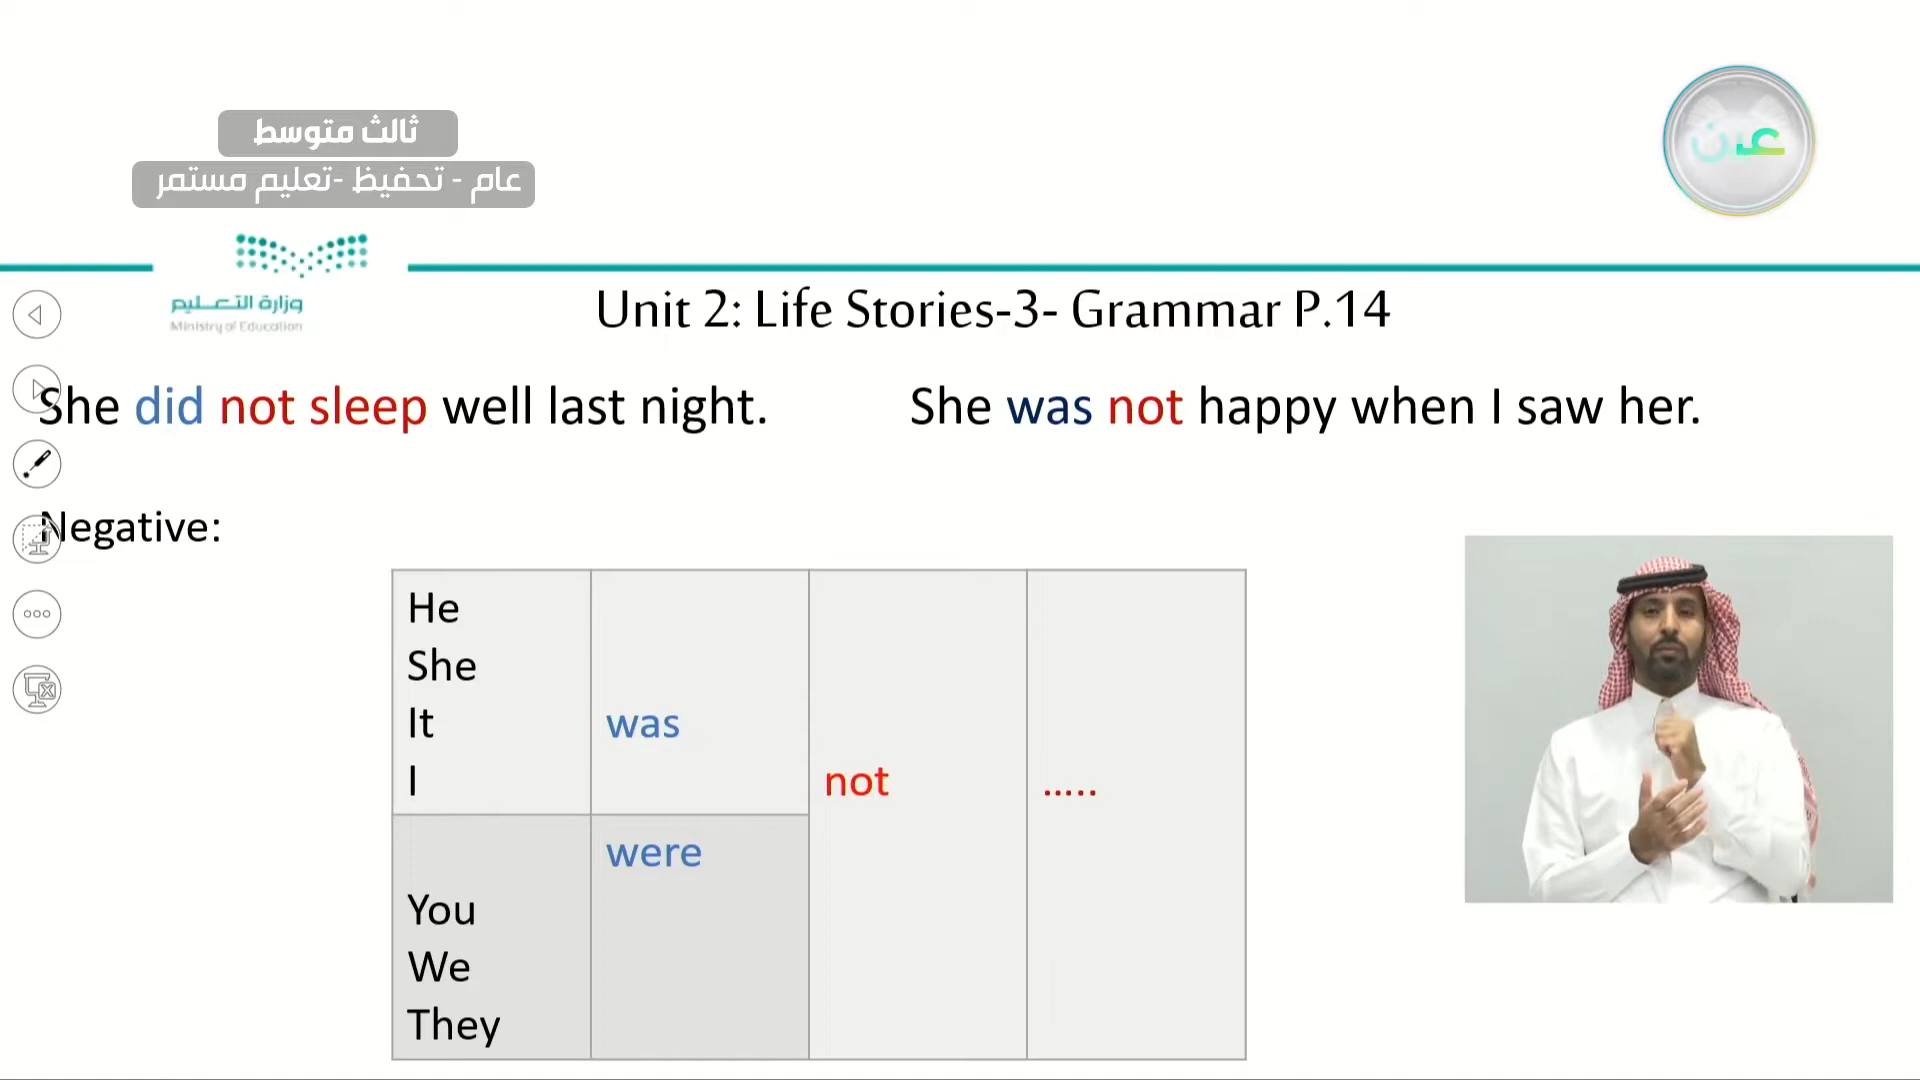 ثالث متوسط
عام - تحفيظ -تعليم مستمر
عين
وزارة التعليم
Ministry of Education
Unit 2: Life Stories-3- Grammar P.14
She did not sleep well last night.
She was not happy when I saw her.
Negative:
He
She
It
I
was
not
.....
were
You
We
They